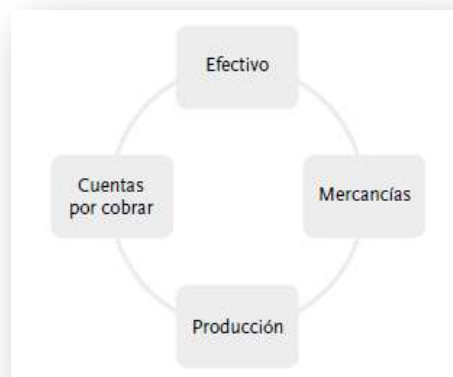 Efectivo
Cuentas
por cobrar
Mercancías
Producción